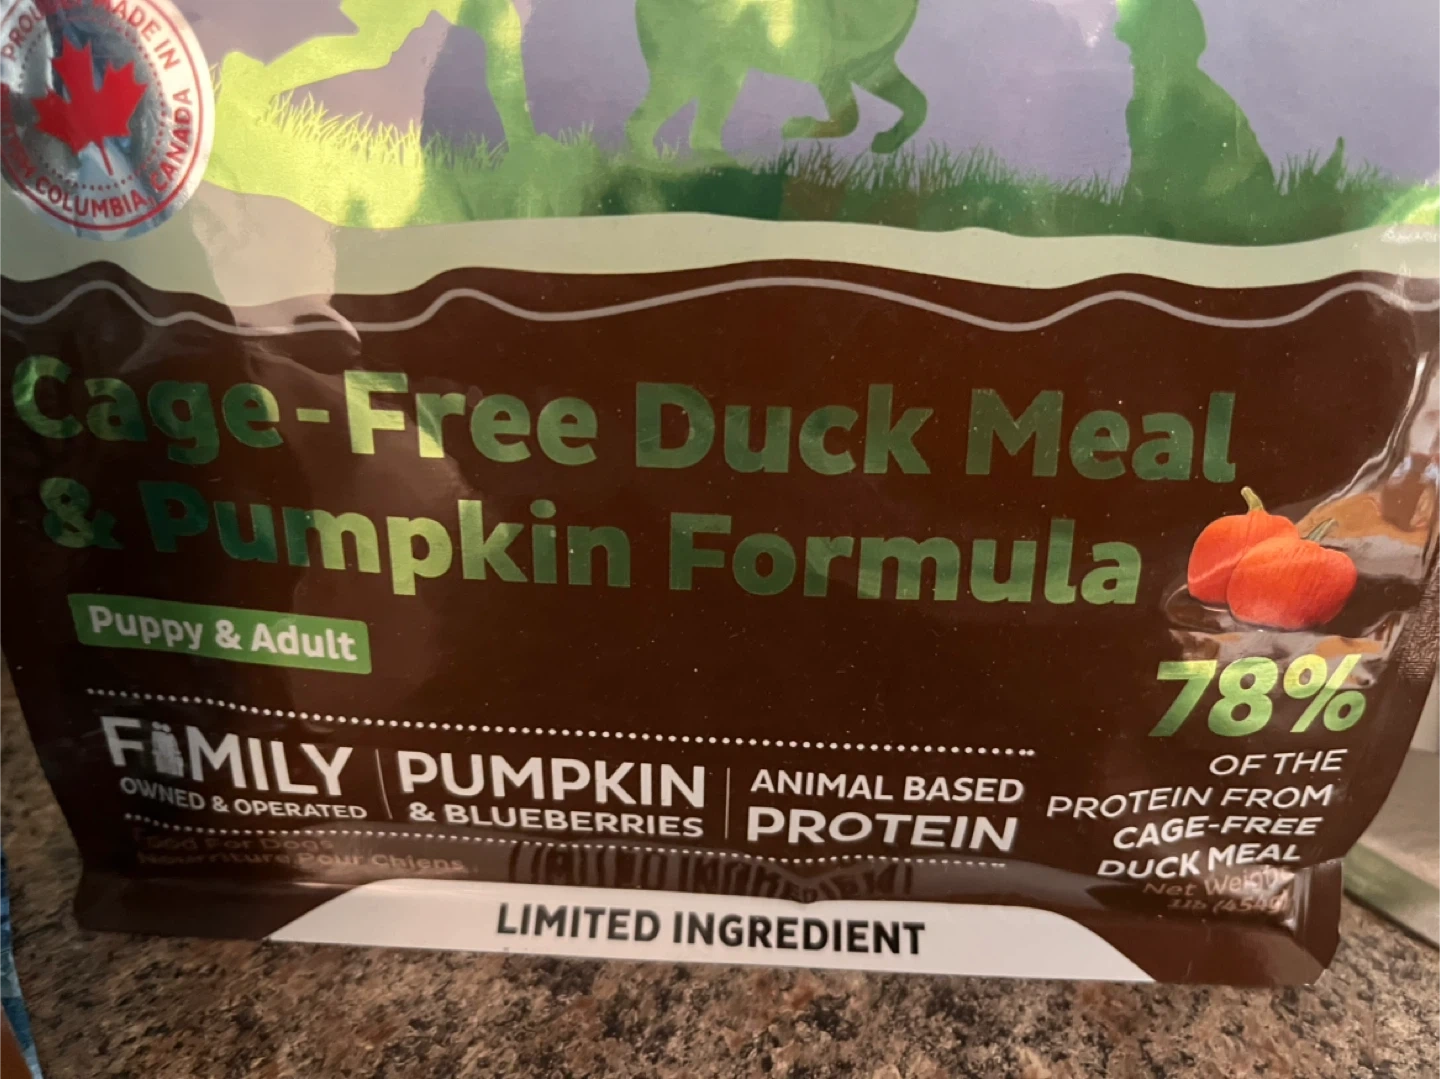 PROUDLY MADE IN
COLUMBIA, CANADA
Cage-Free Duck Meal
& Pumpkin Formula
Puppy & Adult
FAMILY
OWNED & OPERATED
PUMPKIN
& BLUEBERRIES
ANIMAL BASED
PROTEIN
78%
OF THE
PROTEIN FROM
CAGE-FREE
DUCK MEAL
Food For Dogs
Nourriture Pour Chiens
Net Weight
1 lb (454g)
LIMITED INGREDIENT